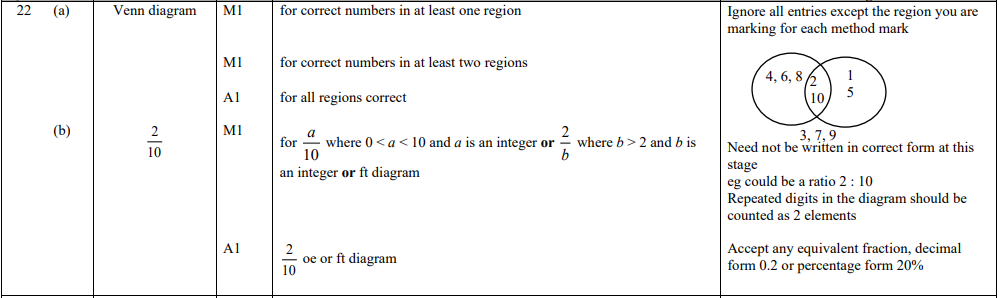 22 (a) Venn diagram M1 for correct numbers in at least one region Ignore all entries except the region you are
marking for each method mark
M1 for correct numbers in at least two regions
4, 6, 8 2 1
10 5
3, 7, 9
A1 for all regions correct
(b) 2/10 M1 for a/10 where 0 < a < 10 and a is an integer or 2/b where b > 2 and b is
an integer or ft diagram
Need not be written in correct form at this
stage
eg could be a ratio 2 : 10
Repeated digits in the diagram should be
counted as 2 elements
A1 2/10 oe or ft diagram
Accept any equivalent fraction, decimal
form 0.2 or percentage form 20%